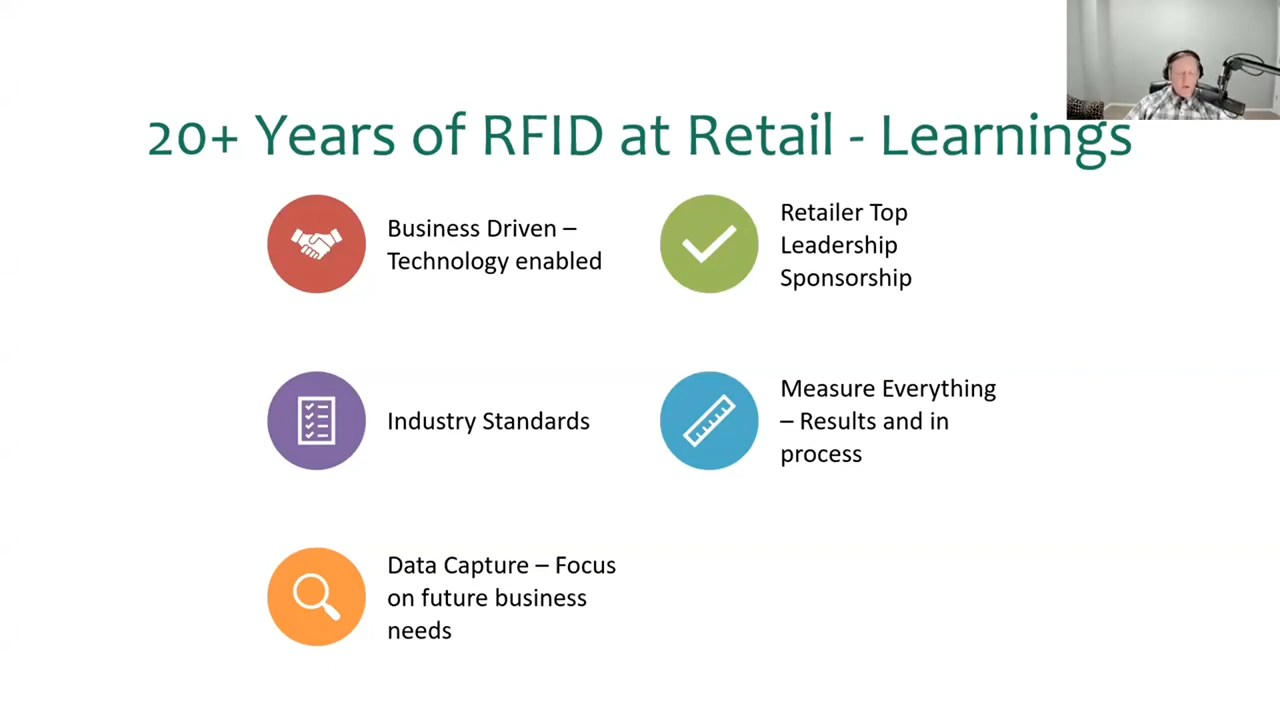 20+ Years of RFID at Retail - Learnings
Business Driven –
Technology enabled
Retailer Top
Leadership
Sponsorship
Industry Standards
Measure Everything
– Results and in
process
Data Capture – Focus
on future business
needs